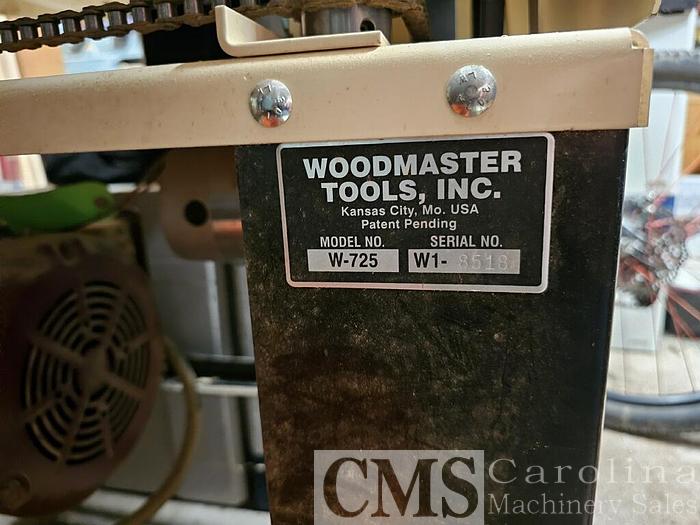 WOODMASTER
TOOLS, INC.
Kansas City, Mo. USA
Patent Pending
MODEL NO. SERIAL NO.
W-725 W1- 8518
CMS Carolina
Machinery Sales